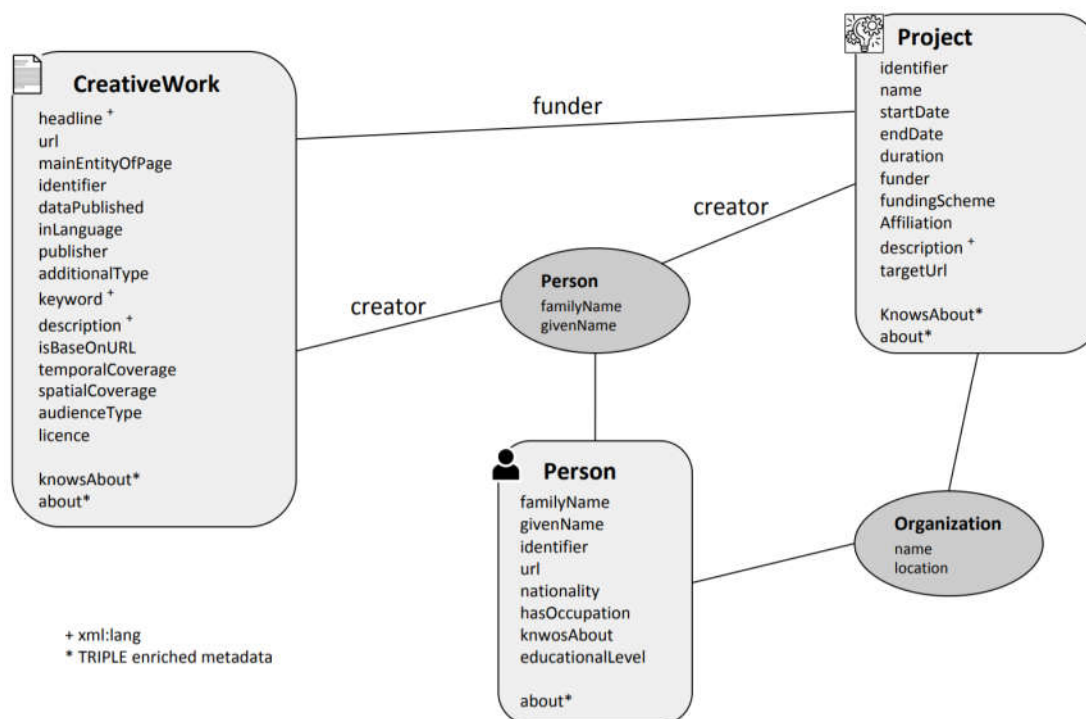 CreativeWork
headline +
url
mainEntityOfPage
identifier
dataPublished
inLanguage
publisher
additionalType
keyword +
description +
isBaseOnURL
temporalCoverage
spatialCoverage
audienceType
licence
knowsAbout*
about*
funder
creator
creator
Project
identifier
name
startDate
endDate
duration
funder
fundingScheme
Affiliation
description +
targetUrl
KnowsAbout*
about*
Person
familyName
givenName
Person
familyName
givenName
identifier
url
nationality
hasOccupation
knwosAbout
educationalLevel
about*
Organization
name
location
+ xml:lang
* TRIPLE enriched metadata